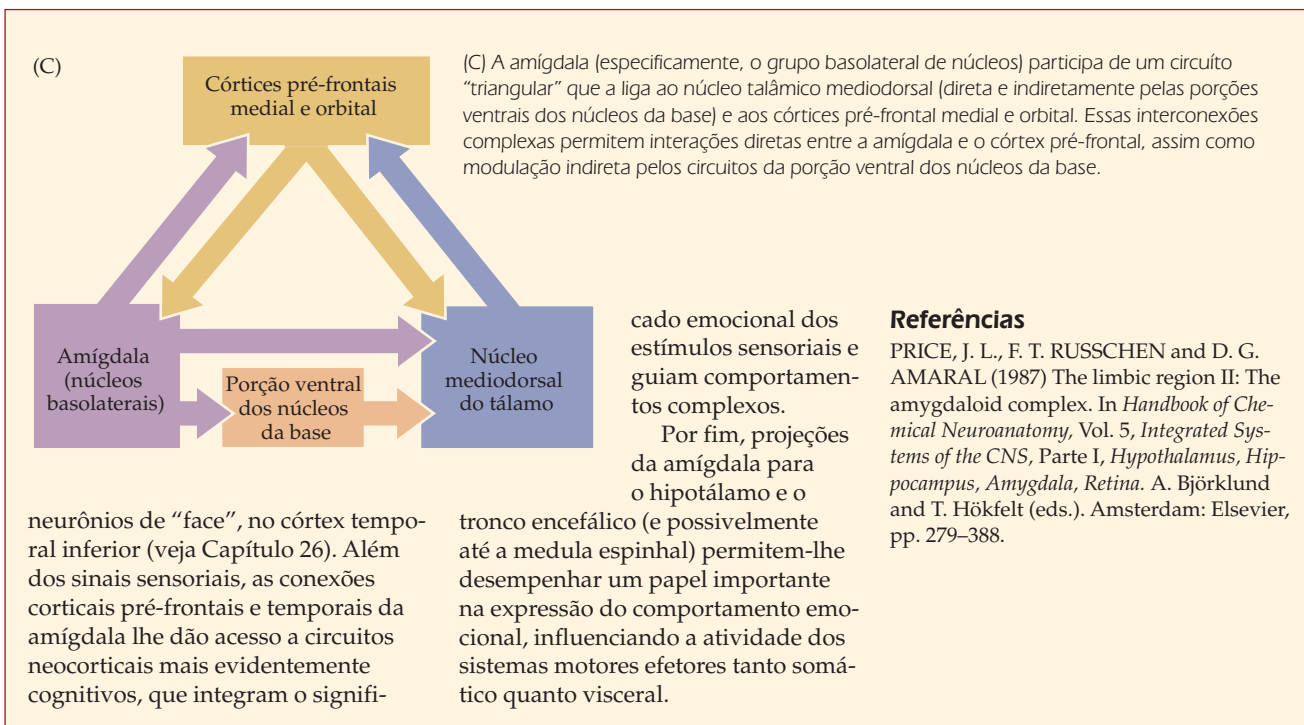 (C)
Córtices pré-frontais
medial e orbital
Amígdala
(núcleos
basolaterais)
Porção ventral
dos núcleos
da base
Núcleo
mediodorsal
do tálamo
(C) A amígdala (especificamente, o grupo basolateral de núcleos) participa de um circuíto
“triangular” que a liga ao núcleo talâmico mediodorsal (direta e indiretamente pelas porções
ventrais dos núcleos da base) e aos córtices pré-frontal medial e orbital. Essas interconexões
complexas permitem interações diretas entre a amígdala e o córtex pré-frontal, assim como
modulação indireta pelos circuitos da porção ventral dos núcleos da base.
neurônios de “face”, no córtex tempo-
ral inferior (veja Capítulo 26). Além
dos sinais sensoriais, as conexões
corticais pré-frontais e temporais da
amígdala lhe dão acesso a circuitos
neocorticais mais evidentemente
cognitivos, que integram o signifi-
cado emocional dos
estímulos sensoriais e
guiam comportamen-
tos complexos.
Por fim, projeções
da amígdala para
o hipotálamo e o
tronco encefálico (e possivelmente
até a medula espinhal) permitem-lhe
desempenhar um papel importante
na expressão do comportamento emo-
cional, influenciando a atividade dos
sistemas motores efetores tanto somá-
tico quanto visceral.
Referências
PRICE, J. L., F. T. RUSSCHEN and D. G.
AMARAL (1987) The limbic region II: The
amygdaloid complex. In Handbook of Che-
mical Neuroanatomy, Vol. 5, Integrated Sys-
tems of the CNS, Parte I, Hypothalamus, Hip-
pocampus, Amygdala, Retina. A. Björklund
and T. Hökfelt (eds.). Amsterdam: Elsevier,
pp. 279–388.